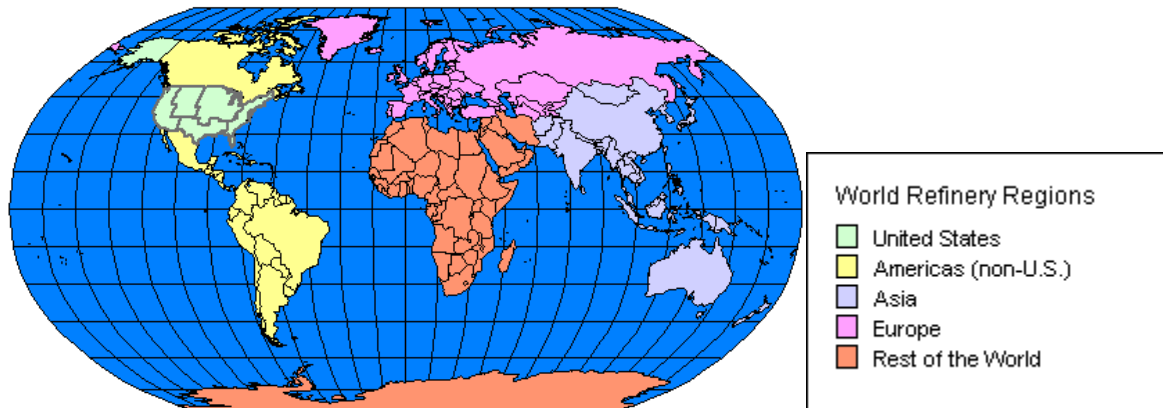 World Refinery Regions
United States
Americas (non-U.S.)
Asia
Europe
Rest of the World